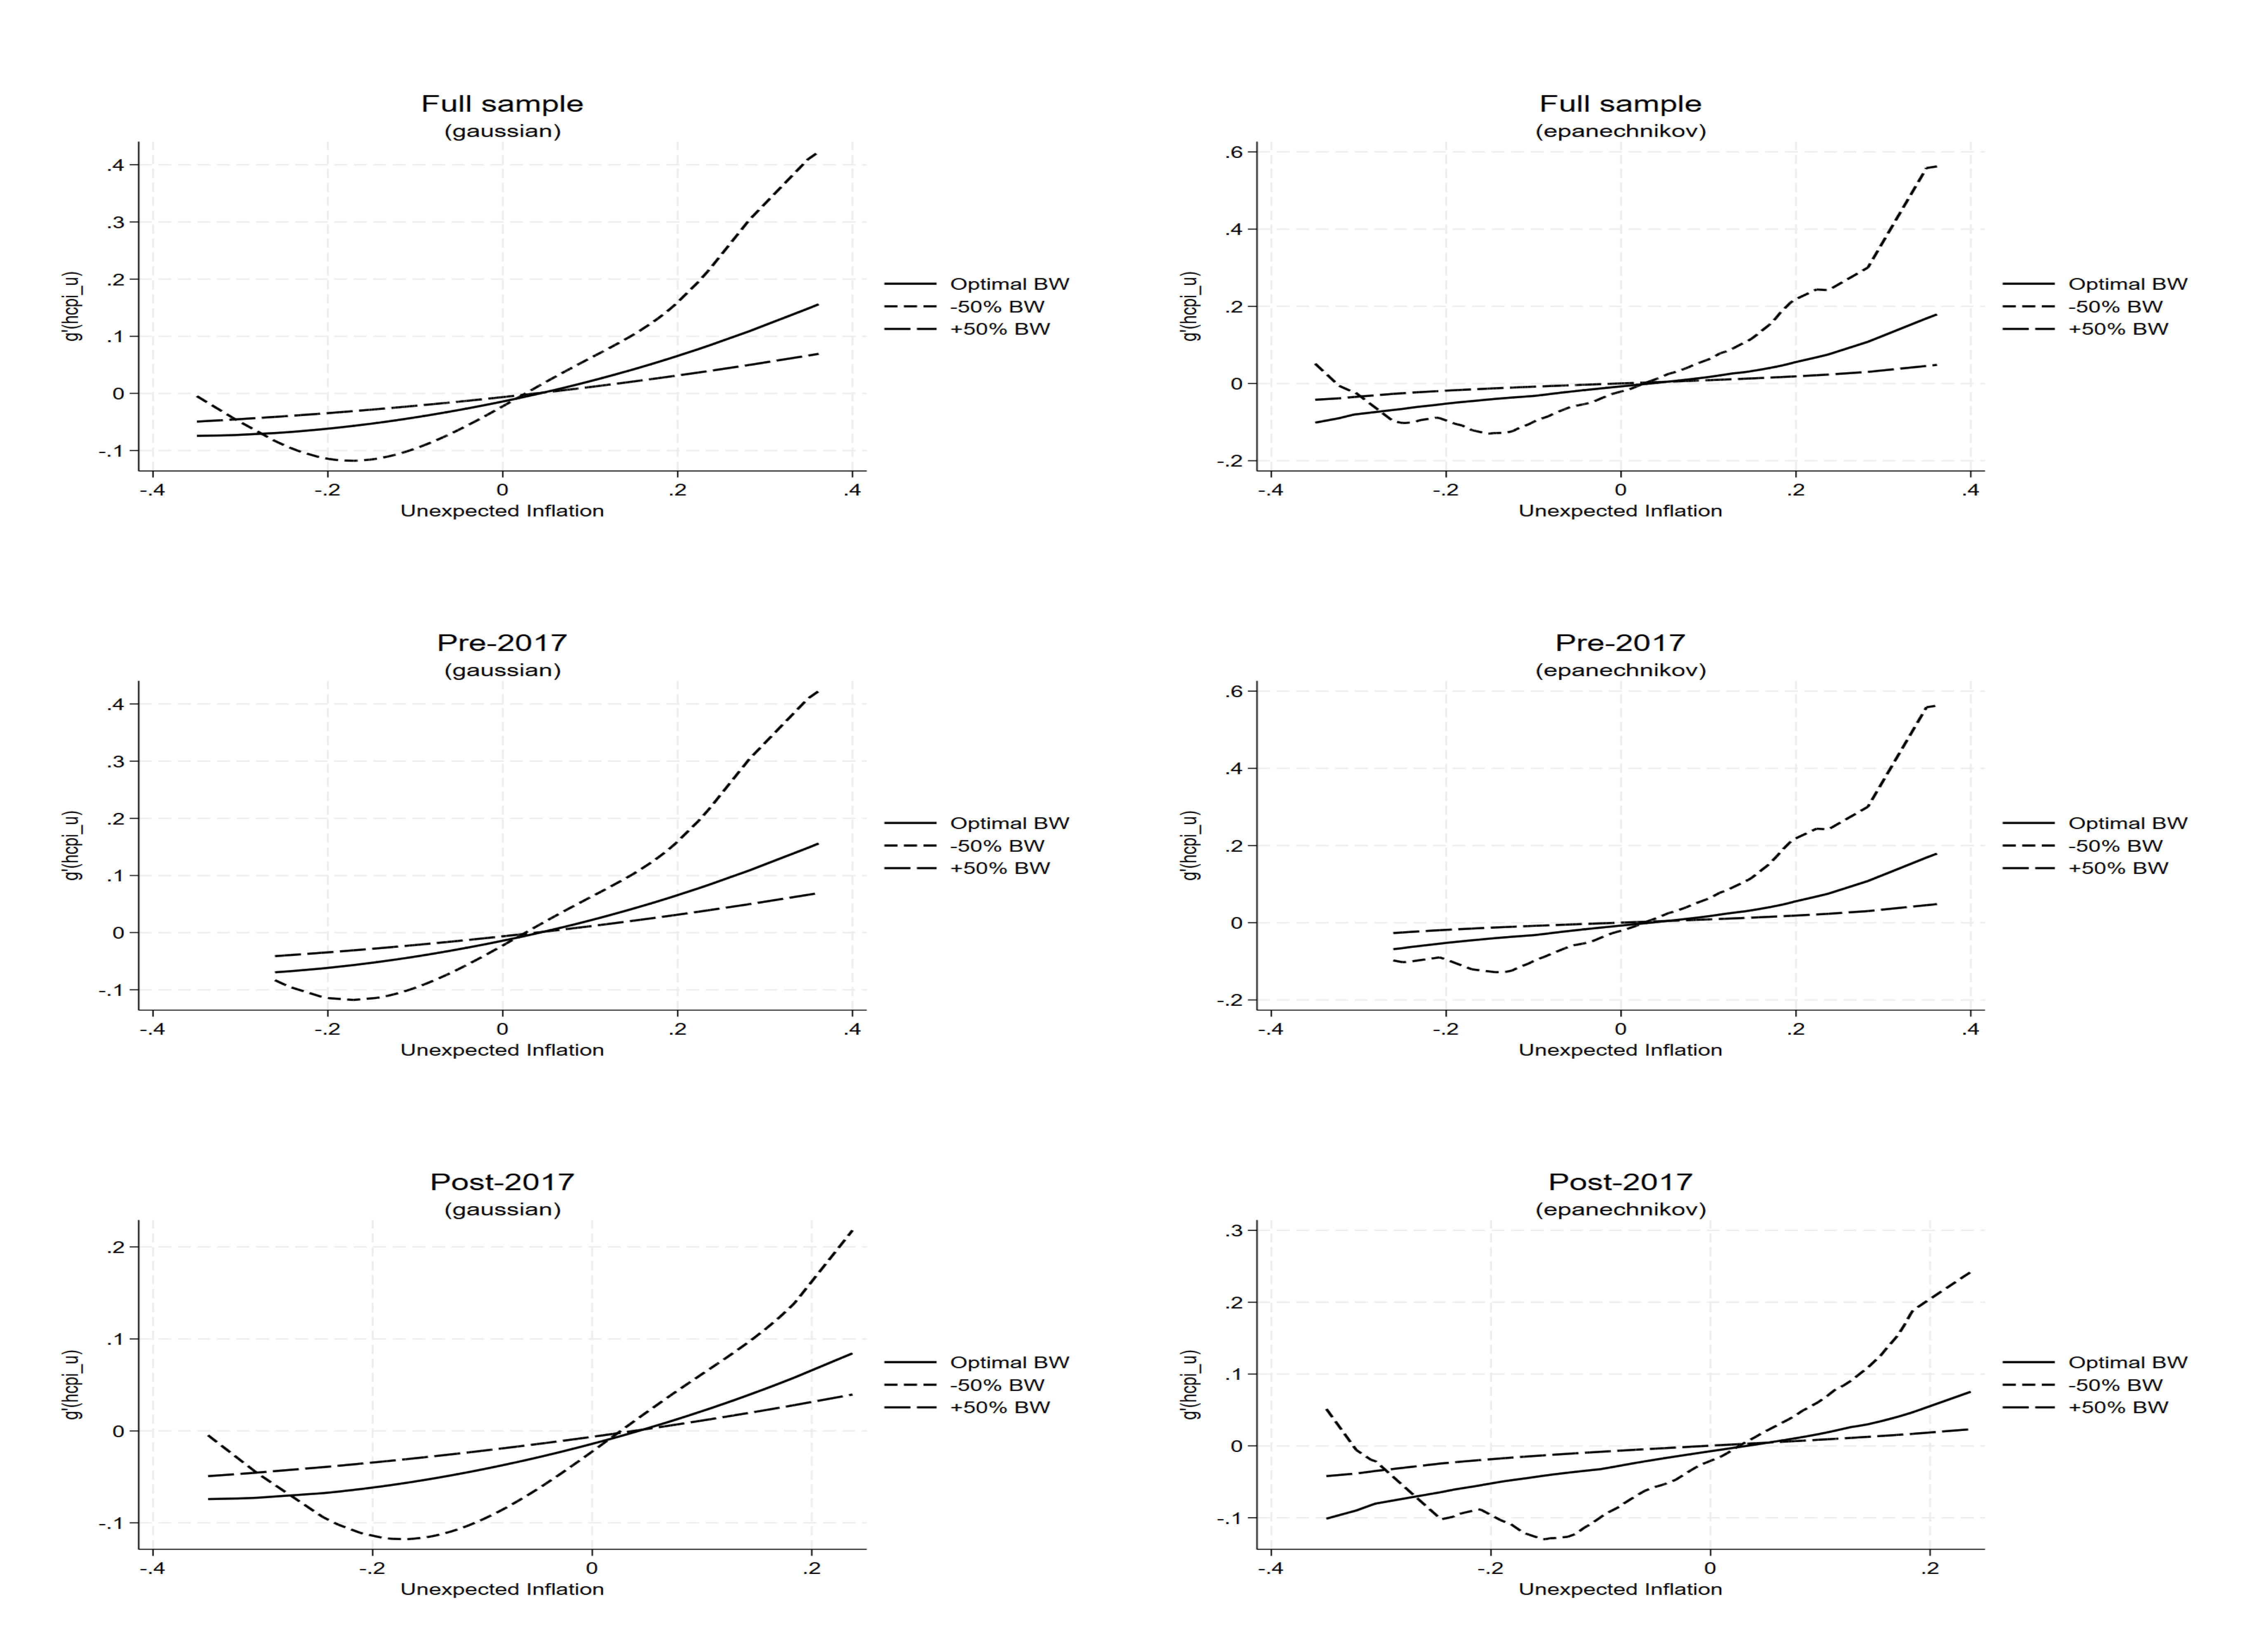 Full sample
(gaussian)
g'(hcpi_u)
.4
.3
.2
.1
0
-.1
-.4
-.2
0
.2
.4
Unexpected Inflation
Optimal BW
-50% BW
+50% BW
Full sample
(epanechnikov)
g'(hcpi_u)
.6
.4
.2
0
-.2
-.4
-.2
0
.2
.4
Unexpected Inflation
Optimal BW
-50% BW
+50% BW
Pre-2017
(gaussian)
g'(hcpi_u)
.4
.3
.2
.1
0
-.1
-.4
-.2
0
.2
.4
Unexpected Inflation
Optimal BW
-50% BW
+50% BW
Pre-2017
(epanechnikov)
g'(hcpi_u)
.6
.4
.2
0
-.2
-.4
-.2
0
.2
.4
Unexpected Inflation
Optimal BW
-50% BW
+50% BW
Post-2017
(gaussian)
g'(hcpi_u)
.2
.1
0
-.1
-.4
-.2
0
.2
Unexpected Inflation
Optimal BW
-50% BW
+50% BW
Post-2017
(epanechnikov)
g'(hcpi_u)
.3
.2
.1
0
-.1
-.4
-.2
0
.2
Unexpected Inflation
Optimal BW
-50% BW
+50% BW